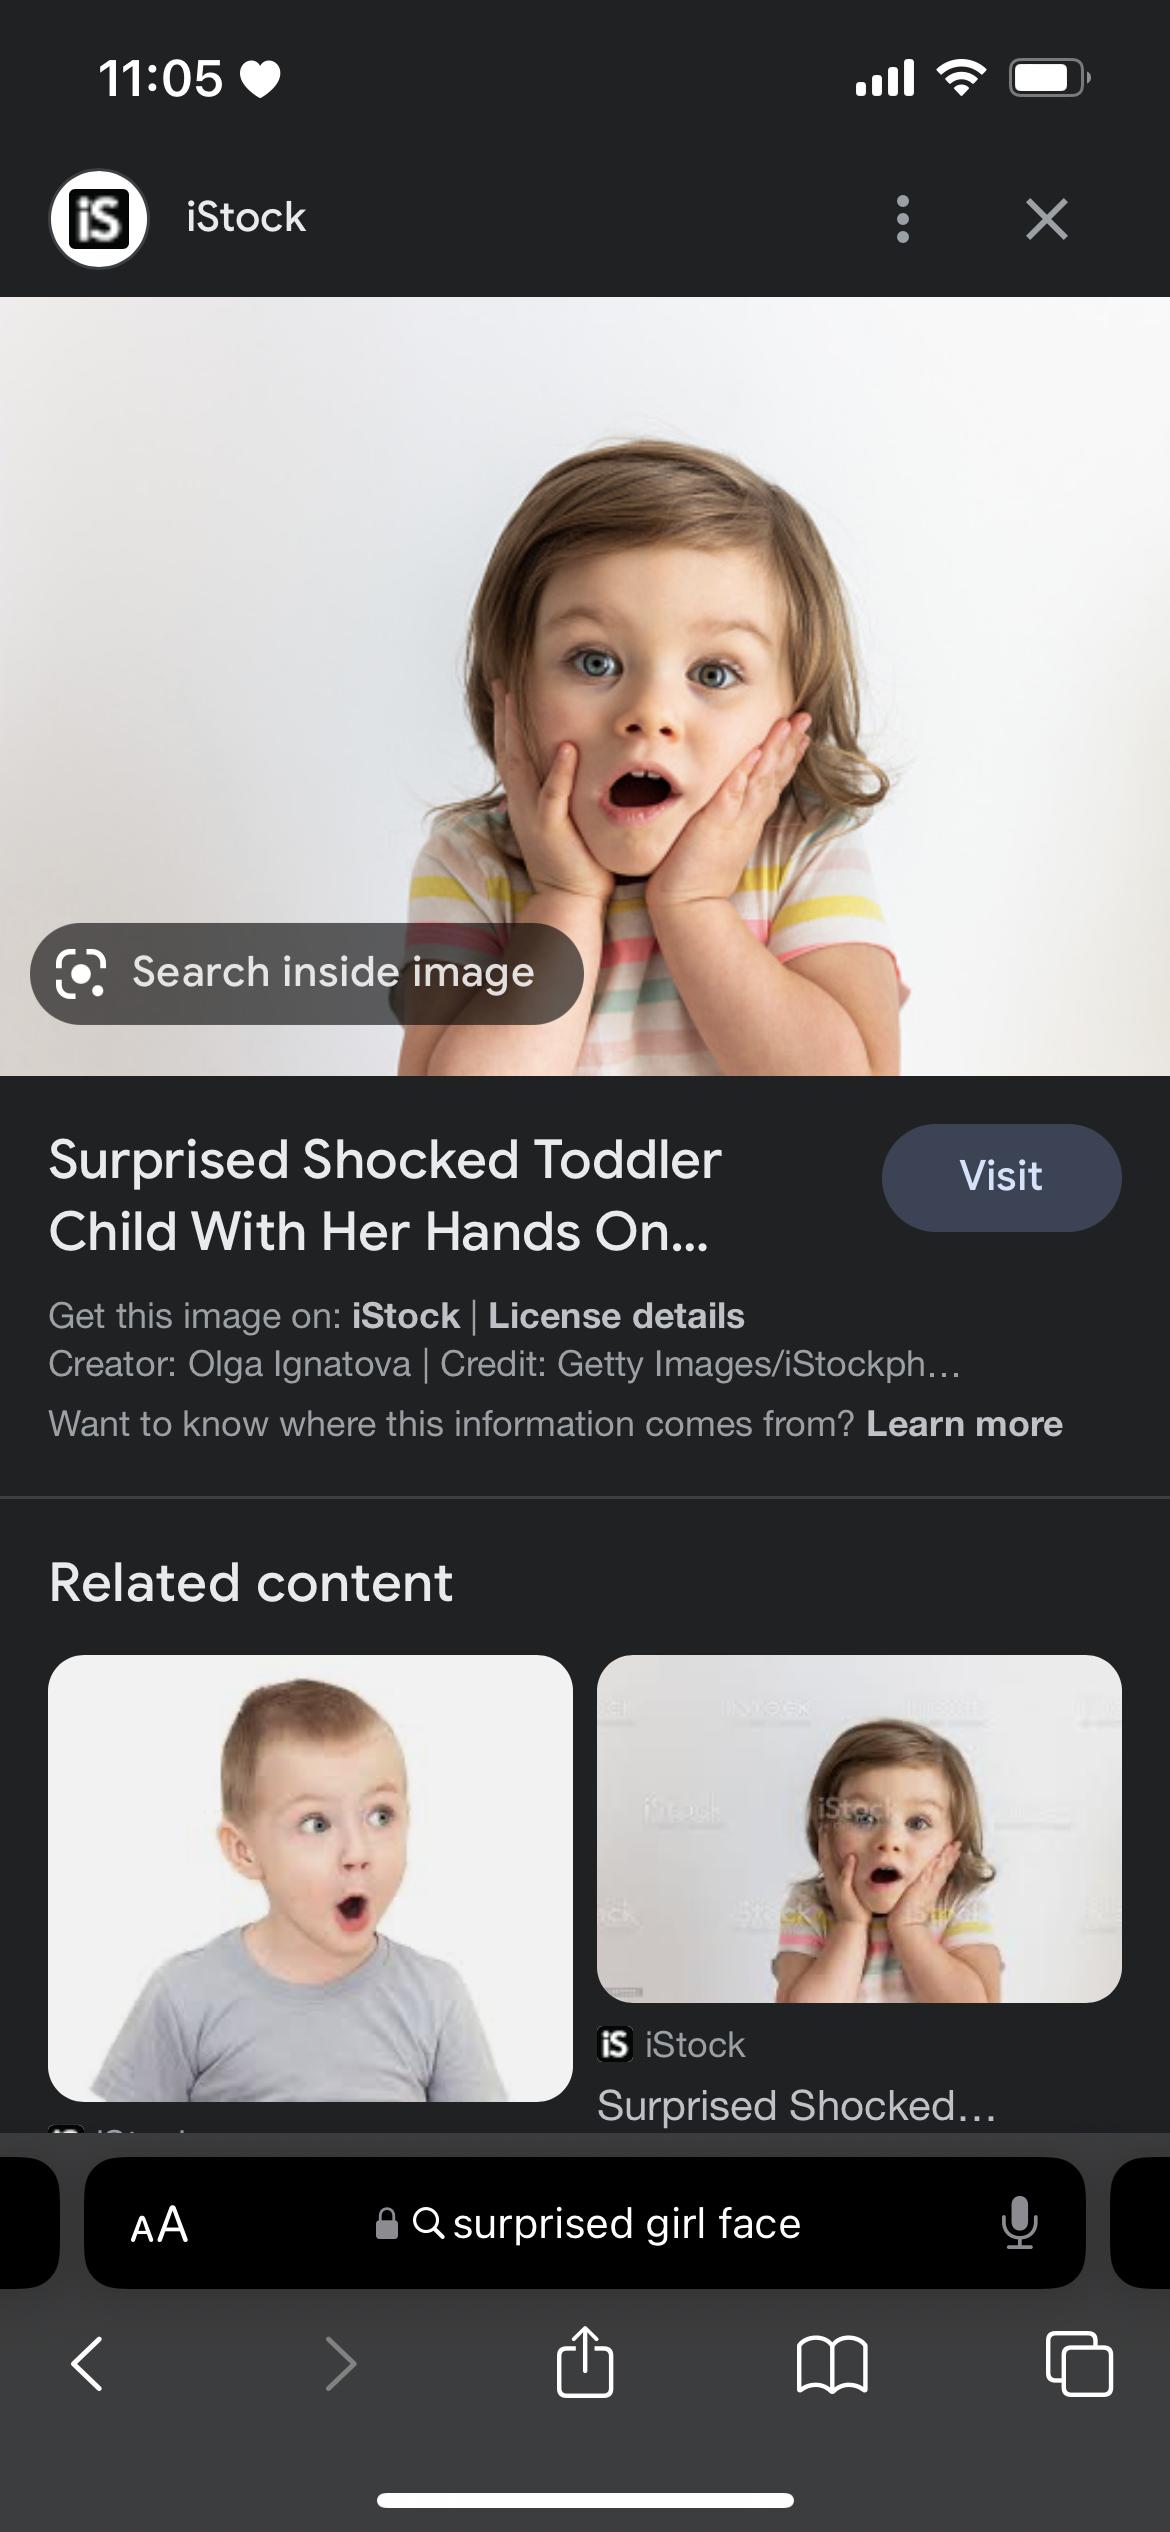 11:05
iS iStock
Search inside image
Surprised Shocked Toddler
Child With Her Hands On...
Visit
Get this image on: iStock | License details
Creator: Olga Ignatova | Credit: Getty Images/iStockph...
Want to know where this information comes from? Learn more
Related content
iStock
iStock
iS iStock
Surprised Shocked...
AA surprised girl face